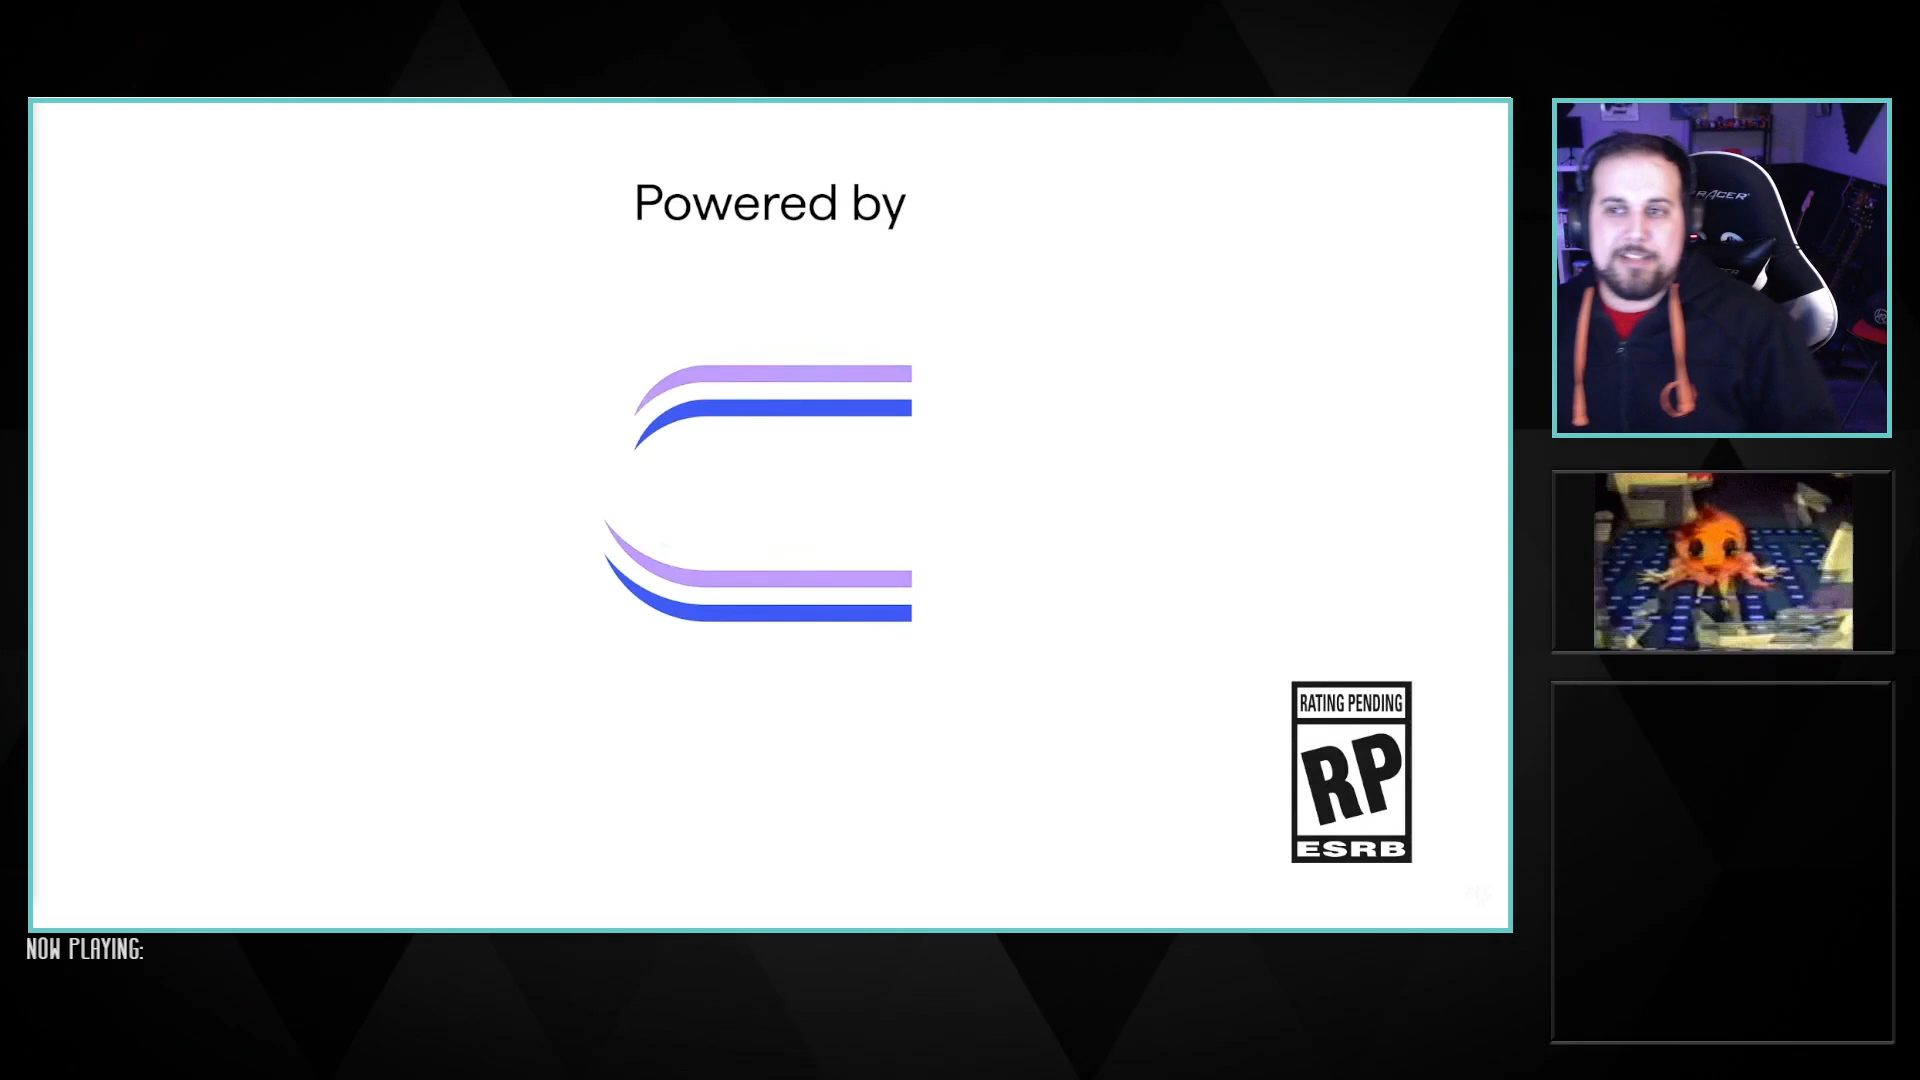 Powered by
RATING PENDING
RP
ESRB
NOW PLAYING:
RACER